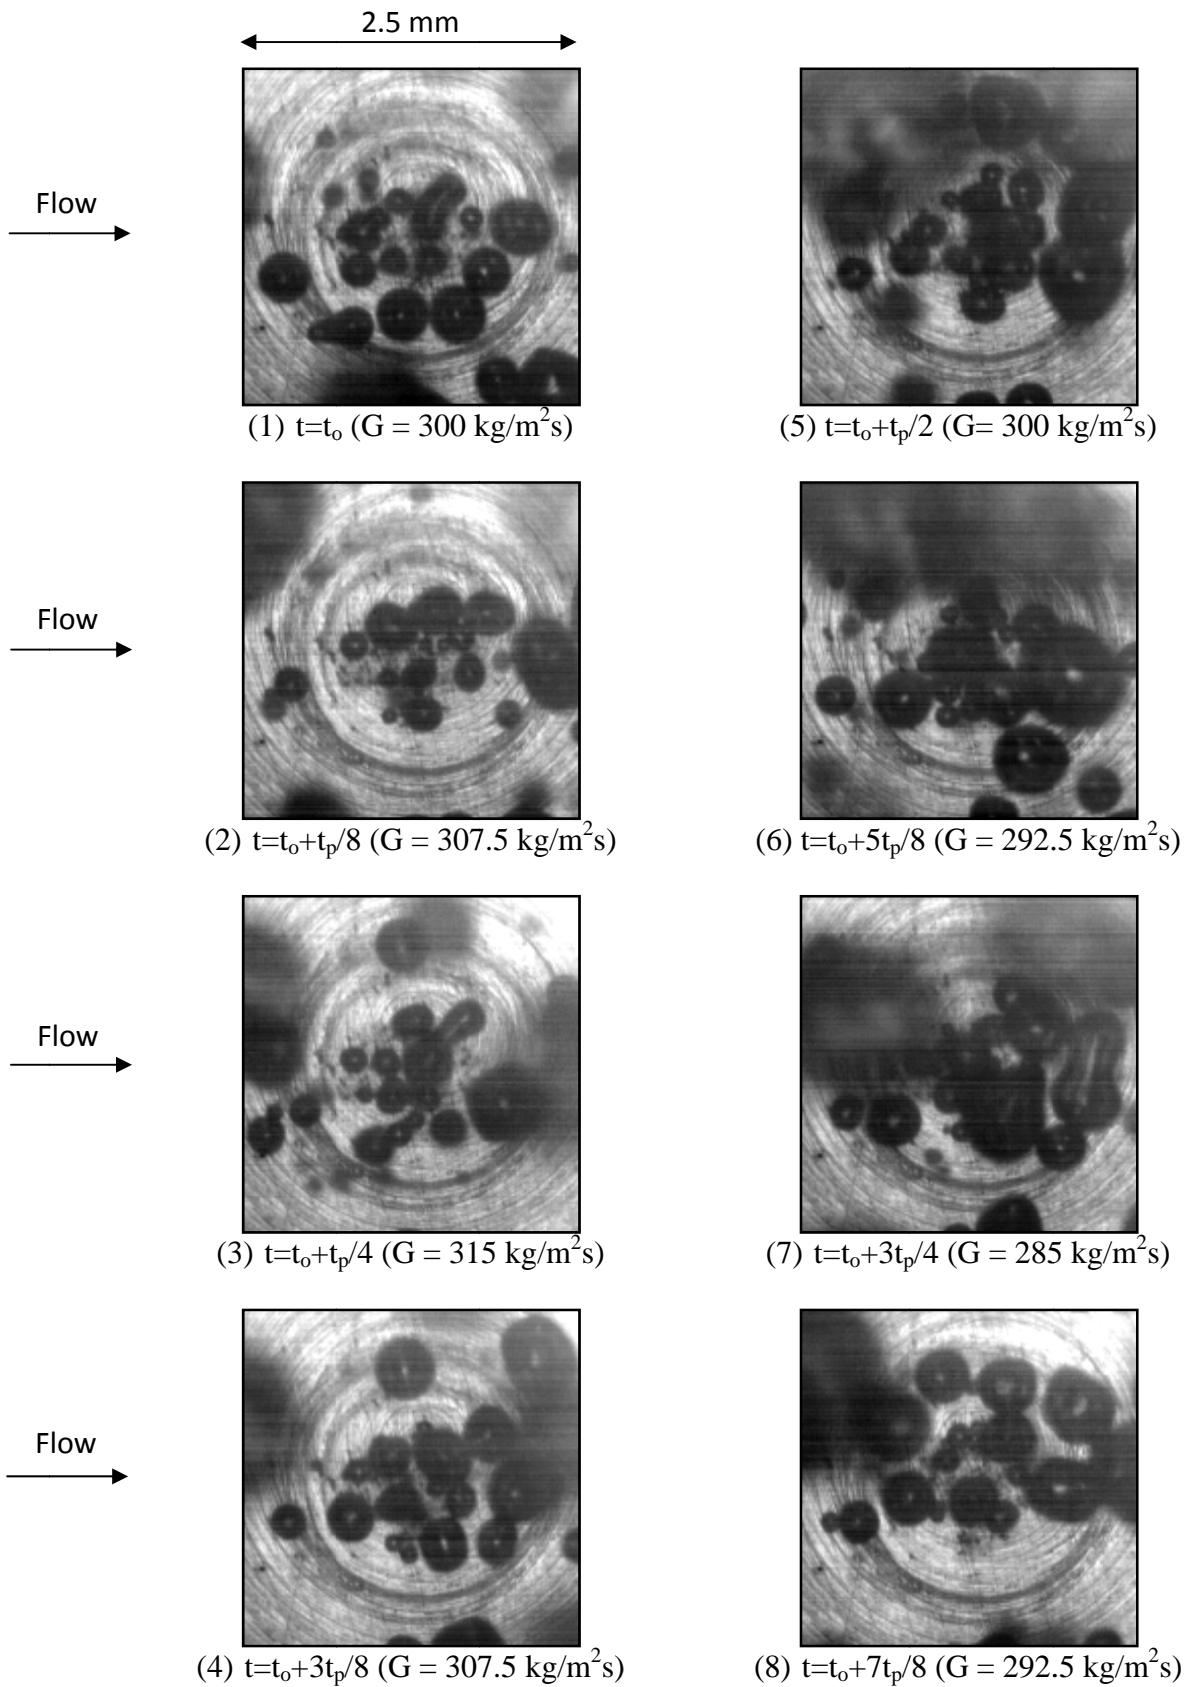 2.5 mm
Flow
(1) t=tₒ (G = 300 kg/m²s)
(5) t=tₒ+tₚ/2 (G= 300 kg/m²s)
Flow
(2) t=tₒ+tₚ/8 (G = 307.5 kg/m²s)
(6) t=tₒ+5tₚ/8 (G = 292.5 kg/m²s)
Flow
(3) t=tₒ+tₚ/4 (G = 315 kg/m²s)
(7) t=tₒ+3tₚ/4 (G = 285 kg/m²s)
Flow
(4) t=tₒ+3tₚ/8 (G = 307.5 kg/m²s)
(8) t=tₒ+7tₚ/8 (G = 292.5 kg/m²s)